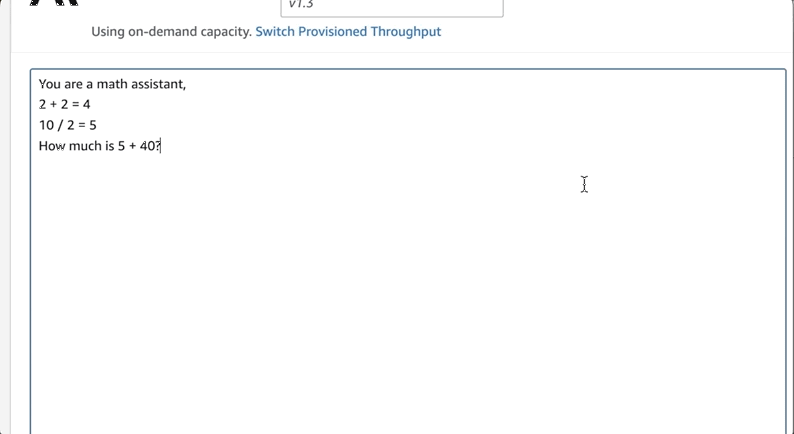 v1.3
Using on-demand capacity. Switch Provisioned Throughput
You are a math assistant,
2 + 2 = 4
10 / 2 = 5
How much is 5 + 40?